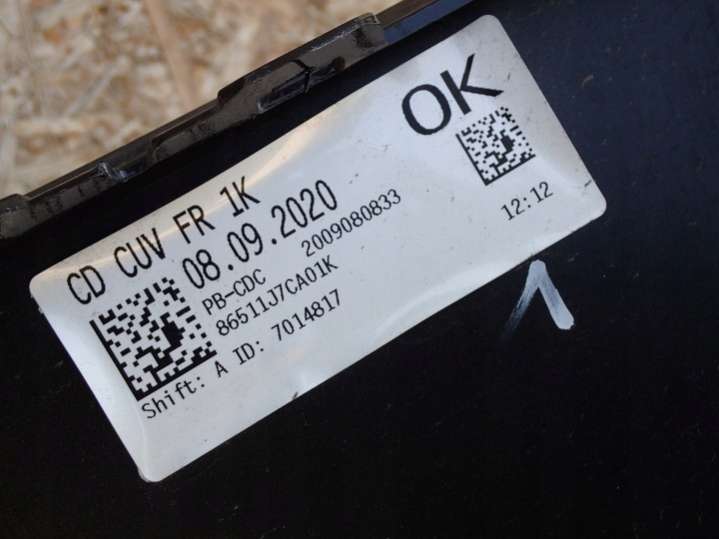 OK
CD CUV FR 1K
08.09.2020
12:12
PB-CDC 2009080833
86511J7CA01K
Shift: A ID: 7014817